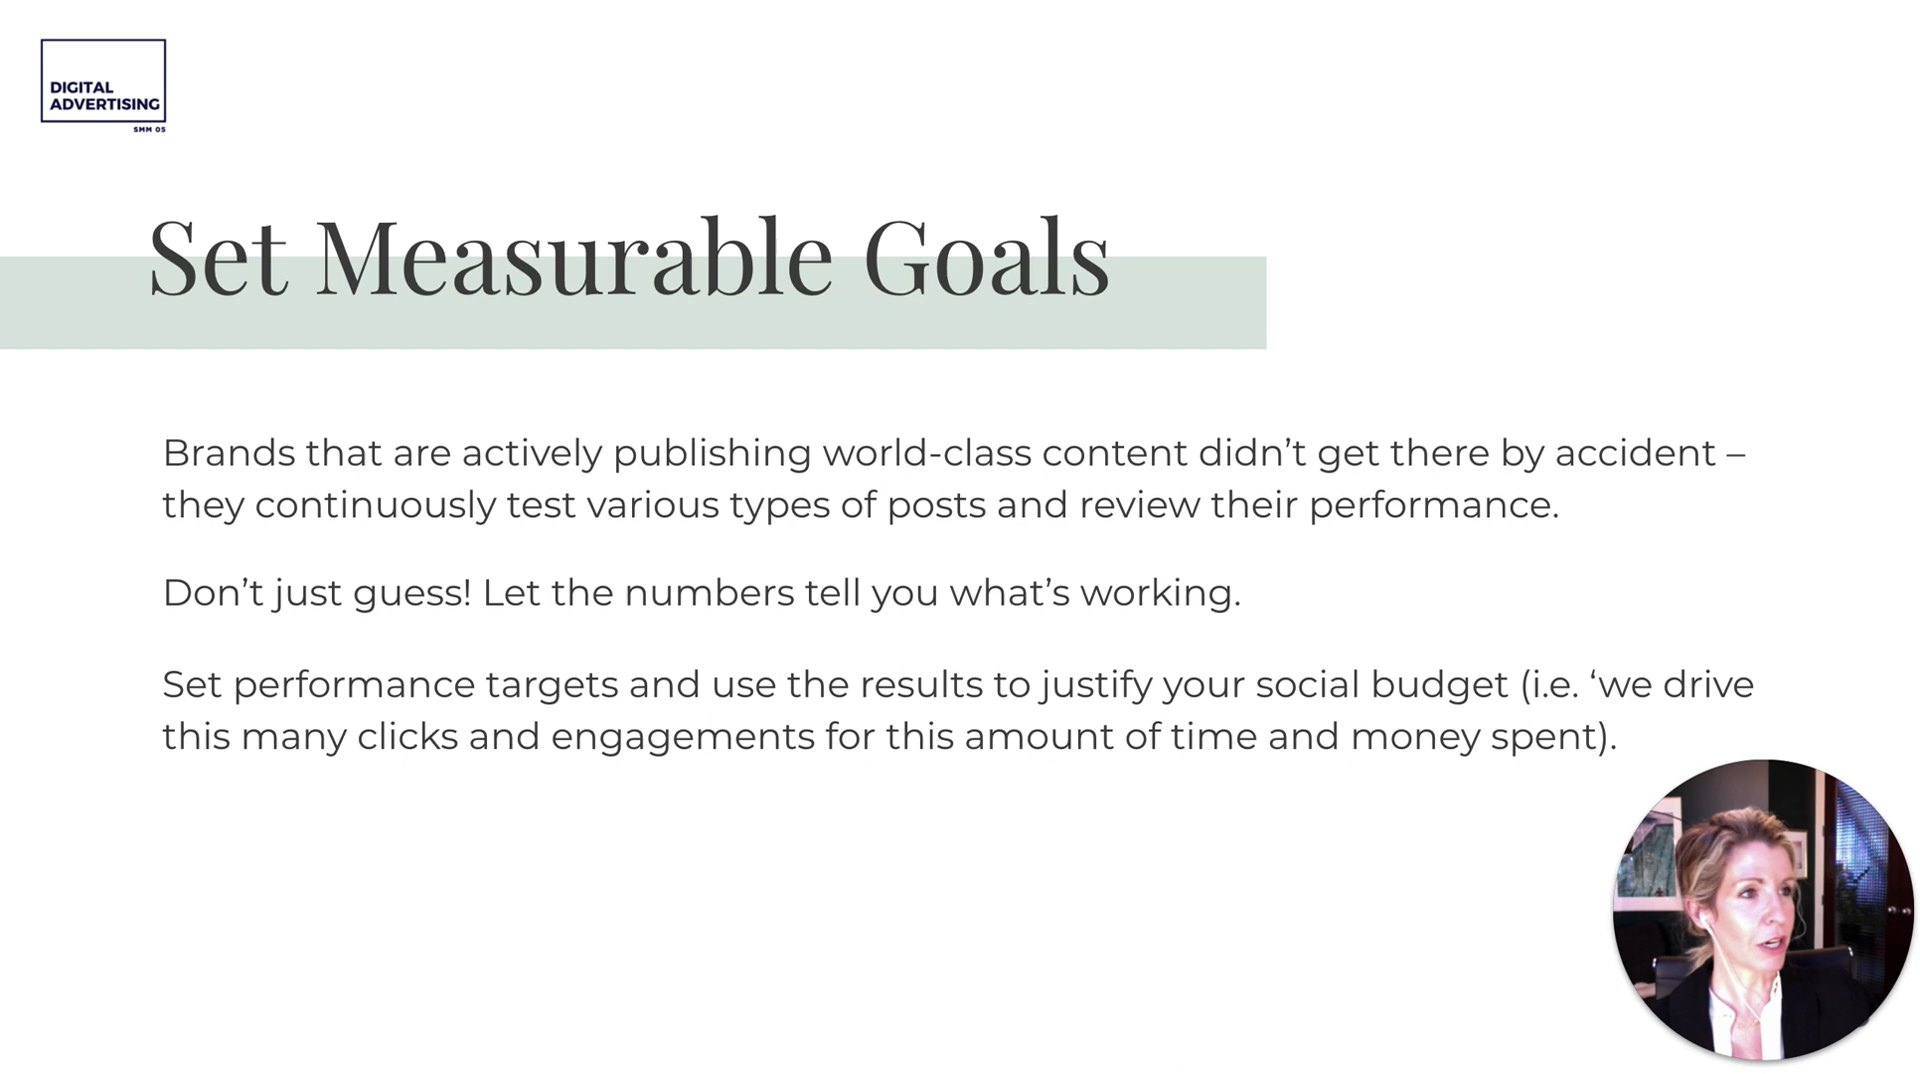 DIGITAL
ADVERTISING
SMM 05
Set Measurable Goals
Brands that are actively publishing world-class content didn’t get there by accident –
they continuously test various types of posts and review their performance.
Don’t just guess! Let the numbers tell you what’s working.
Set performance targets and use the results to justify your social budget (i.e. ‘we drive
this many clicks and engagements for this amount of time and money spent).